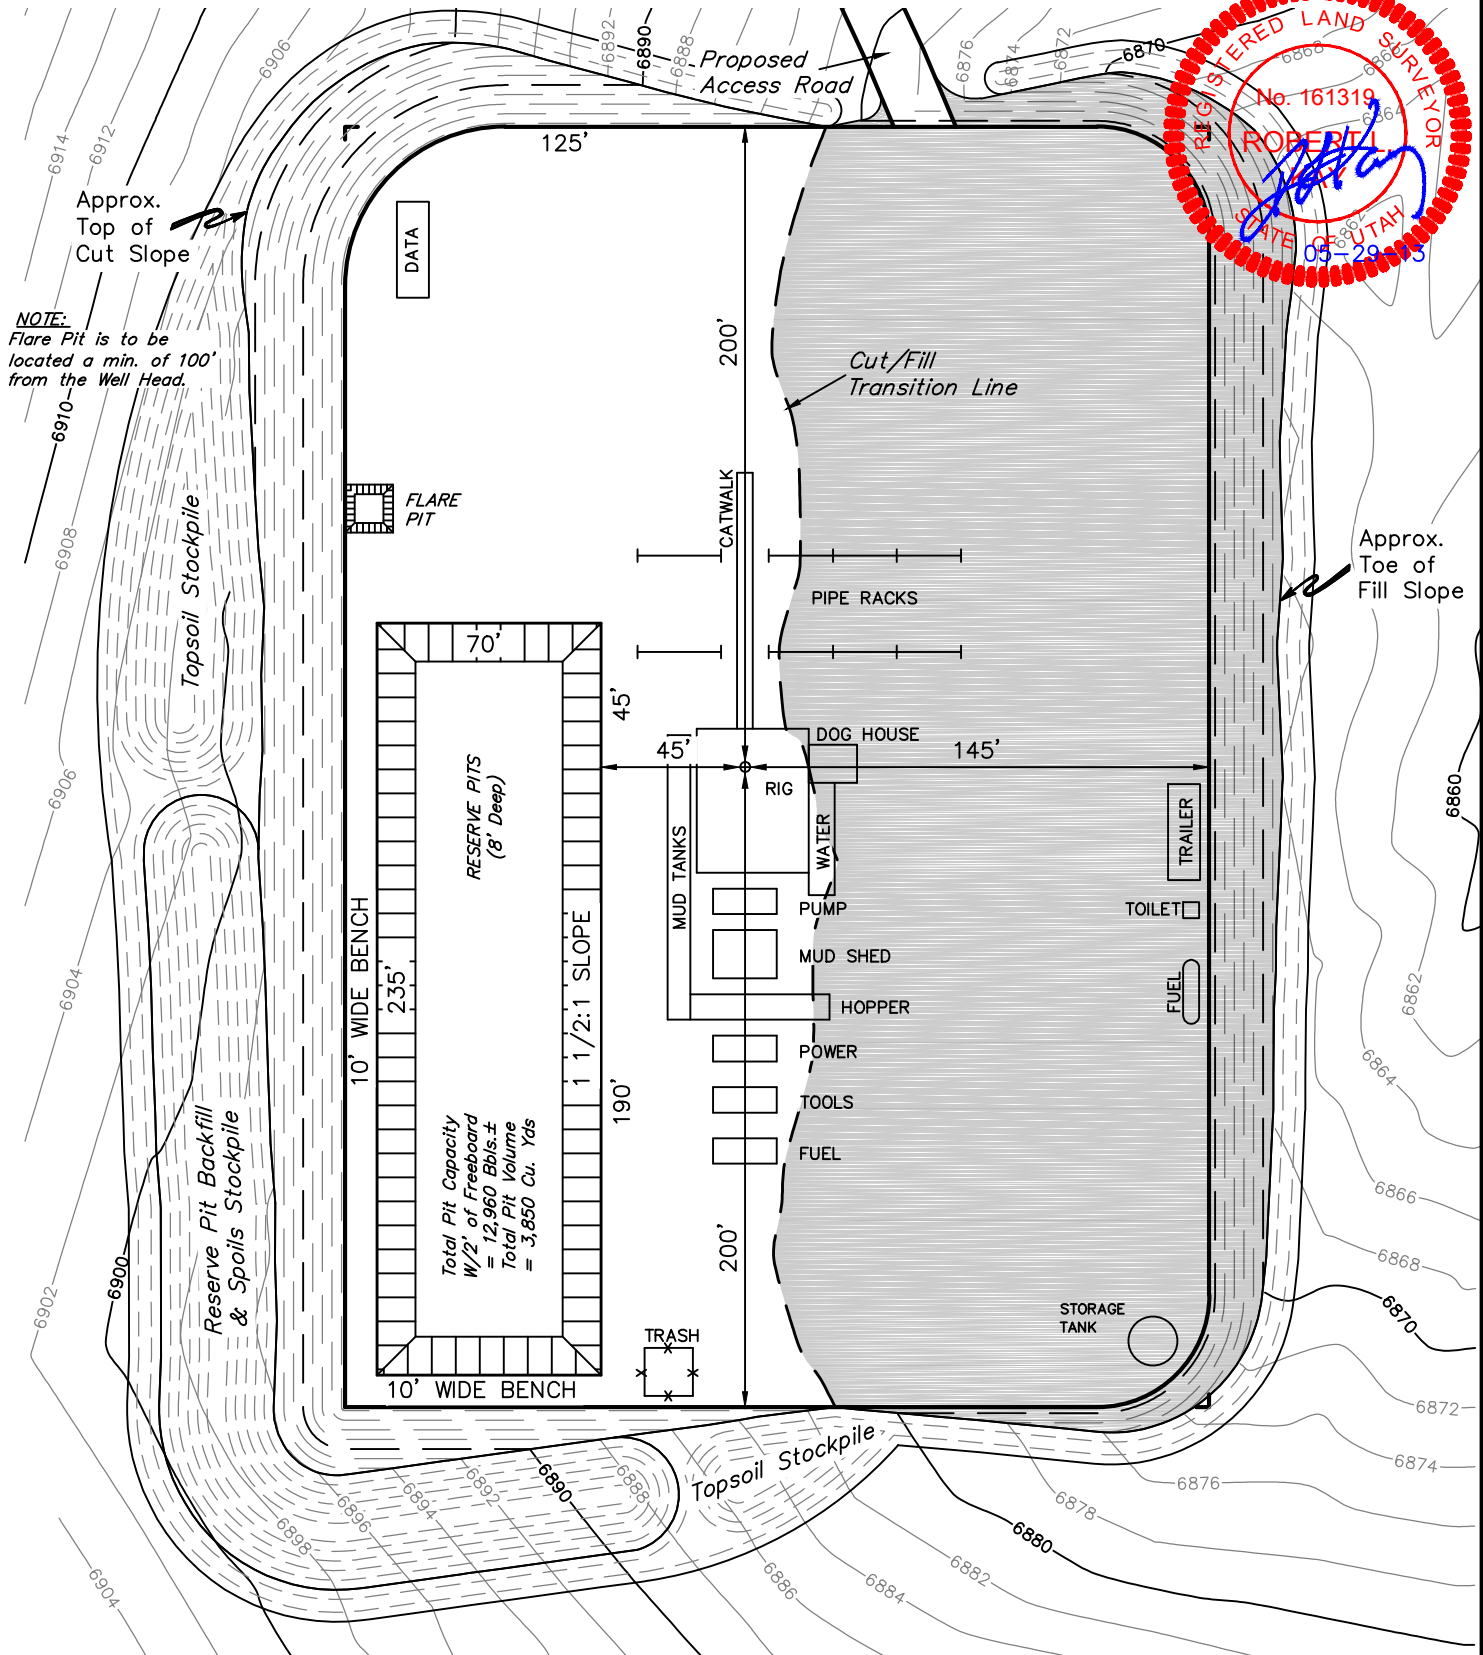 6906
6892
6890
6888
6876
6874
6872
6870
Proposed
Access Road
REGISTERED LAND SURVEYOR
6868
6866
No. 161319
6864
ROBERT L.
STATE OF UTAH
6862
05-29-13
6914
6912
125'
Approx.
Top of
Cut Slope
DATA
NOTE:
Flare Pit is to be
located a min. of 100'
from the Well Head.
200'
Cut/Fill
Transition Line
6910
6908
Topsoil Stockpile
FLARE
PIT
CATWALK
PIPE RACKS
Approx.
Toe of
Fill Slope
70'
45'
45'
DOG HOUSE
145'
RIG
6906
RESERVE PITS
(8' Deep)
MUD TANKS
WATER
TRAILER
6860
PUMP
TOILET
MUD SHED
6904
10' WIDE BENCH
235'
1 1/2:1 SLOPE
HOPPER
FUEL
6862
POWER
6864
TOOLS
190'
FUEL
Reserve Pit Backfill
& Spoils Stockpile
Total Pit Capacity
W/2' of Freeboard
= 12,960 Bbls.±
Total Pit Volume
= 3,850 Cu. Yds
6866
200'
6868
6900
6902
STORAGE
TANK
6870
TRASH
10' WIDE BENCH
6872
Topsoil Stockpile
6874
6876
6878
6880
6882
6884
6886
6888
6890
6892
6894
6896
6898
6904